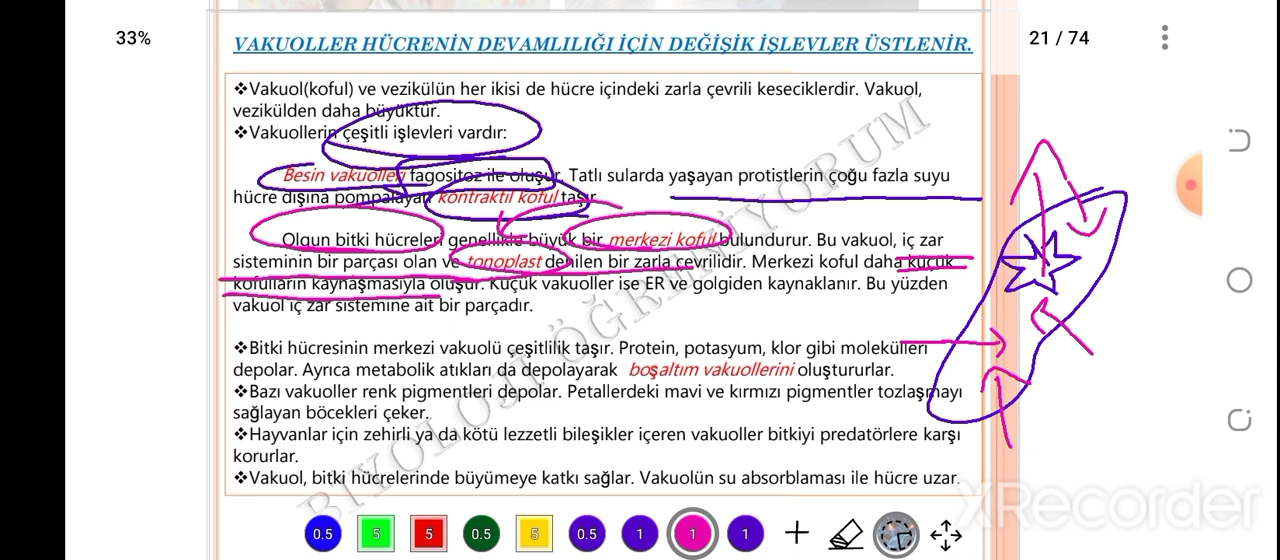 33%
VAKUOLLER HÜCRENİN DEVAMLILIĞI İÇİN DEĞİŞİK İŞLEVLER ÜSTLENİR.
21 / 74
❖Vakuol(koful) ve vezikülün her ikisi de hücre içindeki zarla çevrili keseciklerdir. Vakuol,
vezikülden daha büyüktür.
❖Vakuollerin çeşitli işlevleri vardır:
Besin vakuolleri fagositoz ile oluşur. Tatlı sularda yaşayan protistlerin çoğu fazla suyu
hücre dışına pompalayan kontraktil koful taşır.
Olgun bitki hücreleri genellikle büyük bir merkezi koful bulundurur. Bu vakuol, iç zar
sisteminin bir parçası olan ve tonoplast denilen bir zarla çevrilidir. Merkezi koful daha küçük
kofulların kaynaşmasıyla oluşur. Küçük vakuoller ise ER ve golgiden kaynaklanır. Bu yüzden
vakuol iç zar sistemine ait bir parçadır.
❖Bitki hücresinin merkezi vakuolü çeşitlilik taşır. Protein, potasyum, klor gibi molekülleri
depolar. Ayrıca metabolik atıkları da depolayarak boşaltım vakuollerini oluştururlar.
❖Bazı vakuoller renk pigmentleri depolar. Petallerdeki mavi ve kırmızı pigmentler tozlaşmayı
sağlayan böcekleri çeker.
❖Hayvanlar için zehirli ya da kötü lezzetli bileşikler içeren vakuoller bitkiyi predatörlere karşı
korurlar.
❖Vakuol, bitki hücrelerinde büyümeye katkı sağlar. Vakuolün su absorblaması ile hücre uzar.
BİYOLOJİ ÖĞRENİYORUM
XRecorder
0.5
5
5
0.5
5
0.5
1
1
1